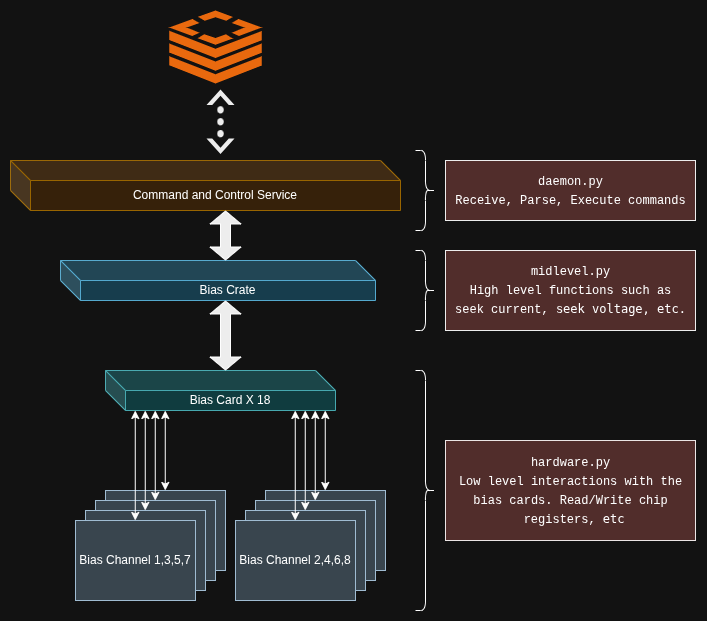 Command and Control Service
daemon.py
Receive, Parse, Execute commands
Bias Crate
midlevel.py
High level functions such as
seek current, seek voltage, etc.
Bias Card X 18
hardware.py
Low level interactions with the
bias cards. Read/Write chip
registers, etc
Bias Channel 1,3,5,7
Bias Channel 2,4,6,8